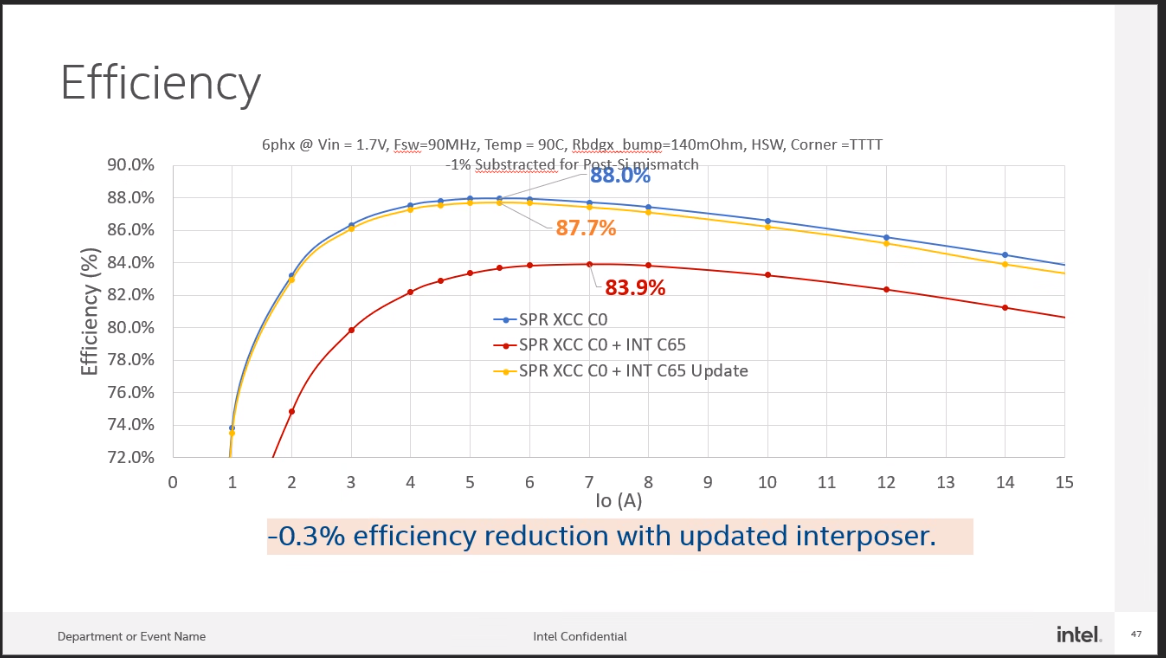 Efficiency
6phx @ Vin = 1.7V, Fsw=90MHz, Temp = 90C, Rbdgx_bump=140mOhm, HSW, Corner =TTTT
-1% Substracted for Post-Si mismatch
90.0%
88.0%
86.0%
84.0%
82.0%
80.0%
78.0%
76.0%
74.0%
72.0%
Efficiency (%)
88.0%
87.7%
83.9%
SPR XCC C0
SPR XCC C0 + INT C65
SPR XCC C0 + INT C65 Update
0 1 2 3 4 5 6 7 8 9 10 11 12 13 14 15
Io (A)
-0.3% efficiency reduction with updated interposer.
Department or Event Name
Intel Confidential
intel.
47